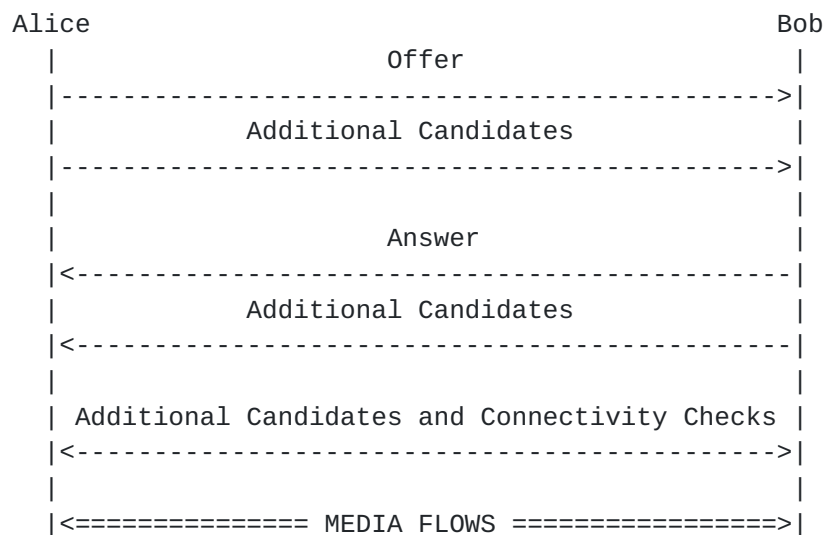 Alice                                            Bob
  |                     Offer                     |
  |---------------------------------------------->|
  |            Additional Candidates              |
  |---------------------------------------------->|
  |                                               |
  |                     Answer                    |
  |<----------------------------------------------|
  |            Additional Candidates              |
  |<----------------------------------------------|
  |                                               |
  | Additional Candidates and Connectivity Checks |
  |<--------------------------------------------->|
  |                                               |
  |<=============== MEDIA FLOWS =================>|